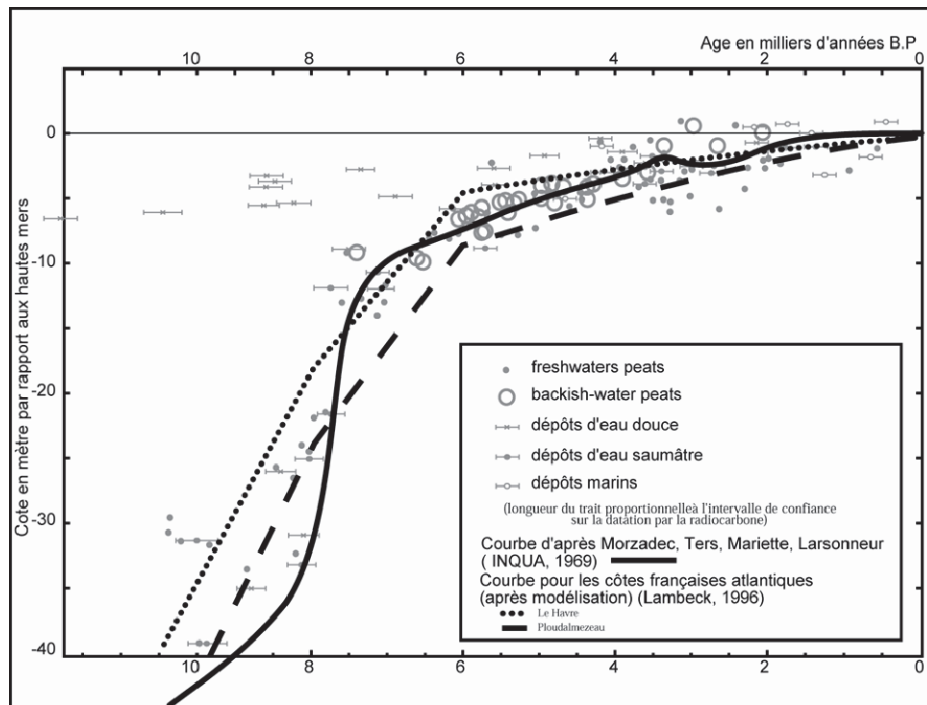 Age en milliers d'années B.P
10 8 6 4 2 0
Cote en mètre par rapport aux hautes mers
0
-10
-20
-30
-40
freshwaters peats
backish-water peats
dépôts d'eau douce
dépôts d'eau saumâtre
dépôts marins
(longueur du trait proportionnelleà l'intervalle de confiance
sur la datation par la radiocarbone)
Courbe d'après Morzadec, Ters, Mariette, Larsonneur
( INQUA, 1969)
Courbe pour les côtes françaises atlantiques
(après modélisation) (Lambeck, 1996)
Le Havre
Ploudalmezeau
10 8 6 4 2 0